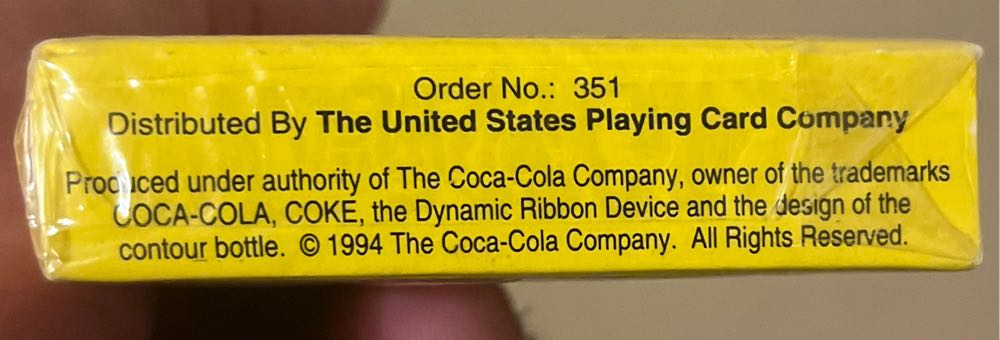 Order No.: 351
Distributed By The United States Playing Card Company
Produced under authority of The Coca-Cola Company, owner of the trademarks
COCA-COLA, COKE, the Dynamic Ribbon Device and the design of the
contour bottle. © 1994 The Coca-Cola Company. All Rights Reserved.